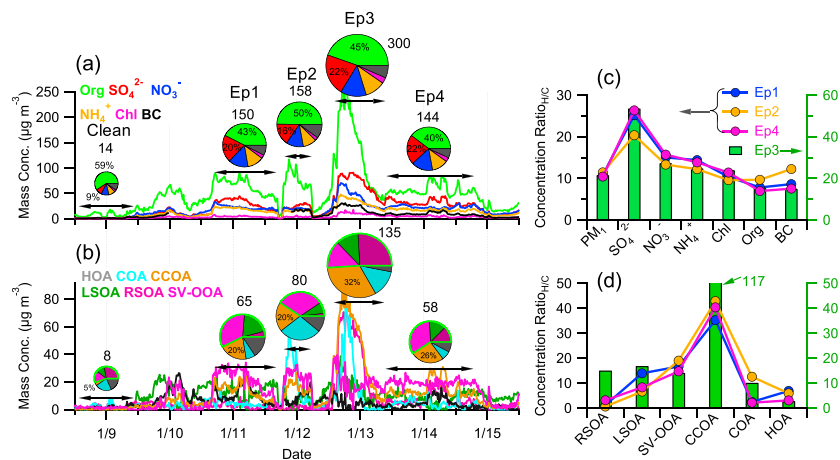 (a)
Org SO₄²⁻ NO₃⁻
NH₄⁺ Chl BC
Clean
14
59%
9%
Ep1
150
43%
20%
Ep2
158
50%
16%
Ep3
300
45%
22%
Ep4
144
40%
22%
Mass Conc. (µg m⁻³)
250
200
150
100
50
0
(b)
HOA COA CCOA
LSOA RSOA SV-OOA
8
5%
65
20%
80
20%
135
32%
58
26%
Mass Conc. (µg m⁻³)
80
60
40
20
0
1/9 1/10 1/11 1/12 1/13 1/14 1/15
Date
(c)
Ep1
Ep2
Ep4
Ep3
Concentration Ratio H/C
30
20
10
0
60
40
20
0
PM₁ SO₄²⁻ NO₃⁻ NH₄⁺ Chl Org BC
(d)
117
Concentration Ratio H/C
50
40
30
20
10
0
50
40
30
20
10
0
RSOA LSOA SV-OOA CCOA COA HOA